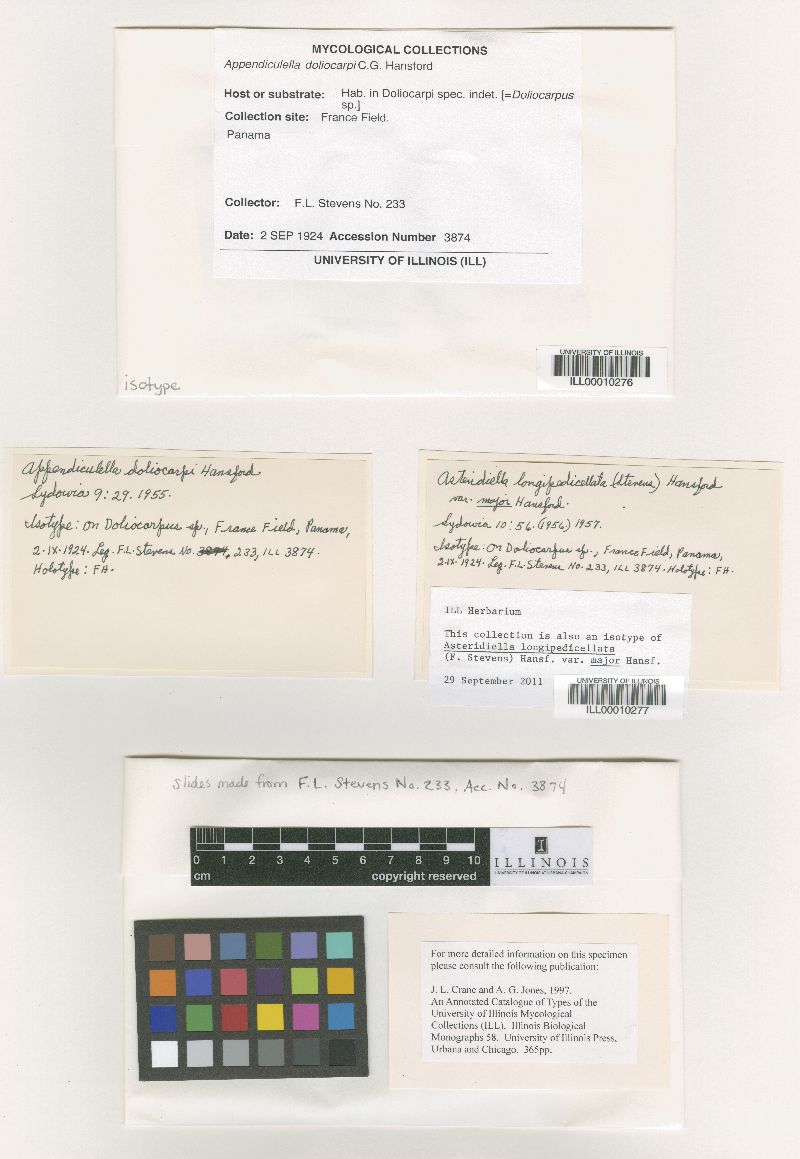 MYCOLOGICAL COLLECTIONS
Appendiculella doliocarpi C.G. Hansford
Host or substrate: Hab. in Doliocarpi spec. indet. [=Doliocarpus
sp.]
Collection site: France Field.
Panama
Collector: F.L. Stevens No. 233
Date: 2 SEP 1924 Accession Number 3874
UNIVERSITY OF ILLINOIS (ILL)
isotype
UNIVERSITY OF ILLINOIS
ILL00010276
Appendiculella doliocarpi Hansford
Sydowia 9:29. 1955.
Isotype: on Doliocarpus sp., France Field, Panama,
2·IX·1924. Leg. F.L. Stevens No. 3874, 233, ILL 3874.
Holotype: FH.
Asteridiella longipedicellata (Stevens) Hansford
var. major Hansford.
Sydowia 10:56. (1956) 1957.
Isotype: On Doliocarpus sp., France Field, Panama,
2·IX·1924. Leg. F.L. Stevens No. 233, ILL 3874. Holotype: FH.
ILL Herbarium
This collection is also an isotype of
Asteridiella longipedicellata
(F. Stevens) Hansf. var. major Hansf.
29 September 2011
UNIVERSITY OF ILLINOIS
ILL00010277
Slides made from F.L. Stevens No. 233, Acc. No. 3874
0 1 2 3 4 5 6 7 8 9 10
cm copyright reserved
I
ILLINOIS
UNIVERSITY OF ILLINOIS AT URBANA-CHAMPAIGN
For more detailed information on this specimen
please consult the following publication:
J. L. Crane and A. G. Jones, 1997.
An Annotated Catalogue of Types of the
University of Illinois Mycological
Collections (ILL). Illinois Biological
Monographs 58. University of Illinois Press,
Urbana and Chicago. 365pp.